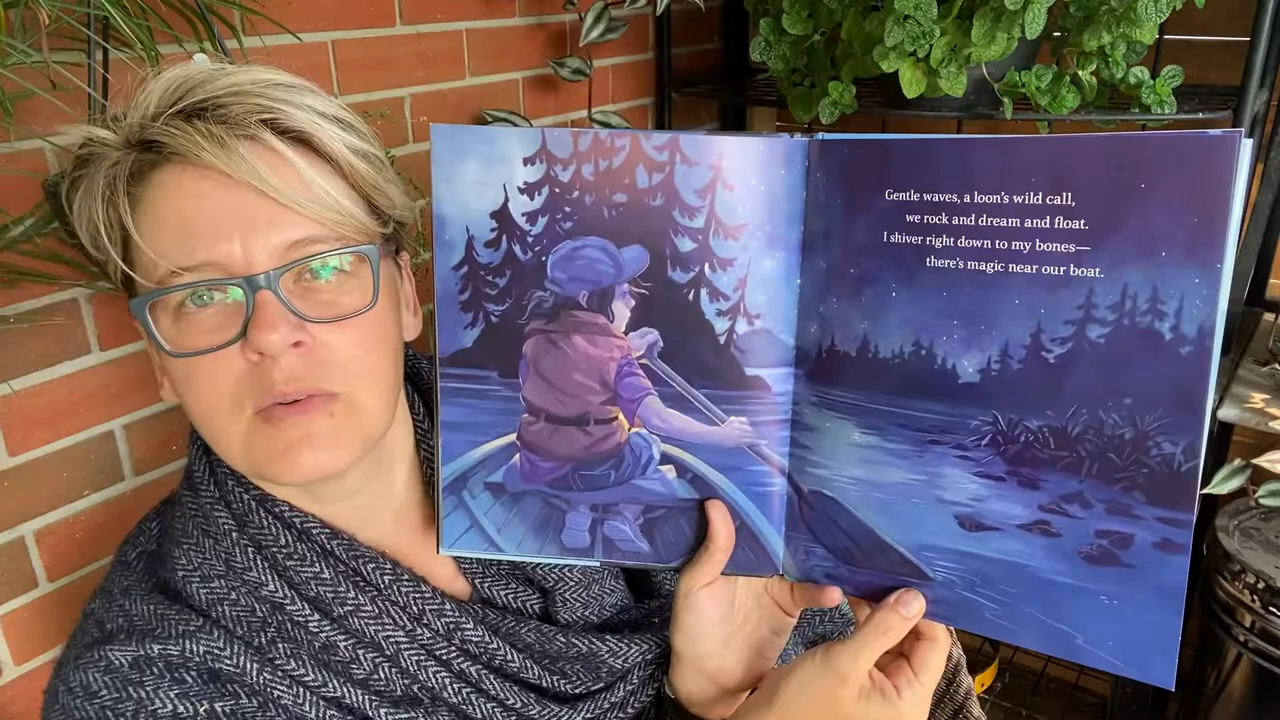 Gentle waves, a loon's wild call,
we rock and dream and float.
I shiver right down to my bones—
there's magic near our boat.